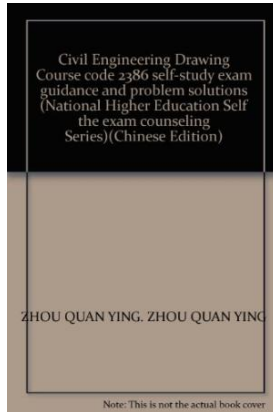 Civil Engineering Drawing
Course code 2386 self-study exam
guidance and problem solutions
(National Higher Education Self
the exam counseling
Series)(Chinese Edition)
ZHOU QUAN YING. ZHOU QUAN YING
Note: This is not the actual book cover